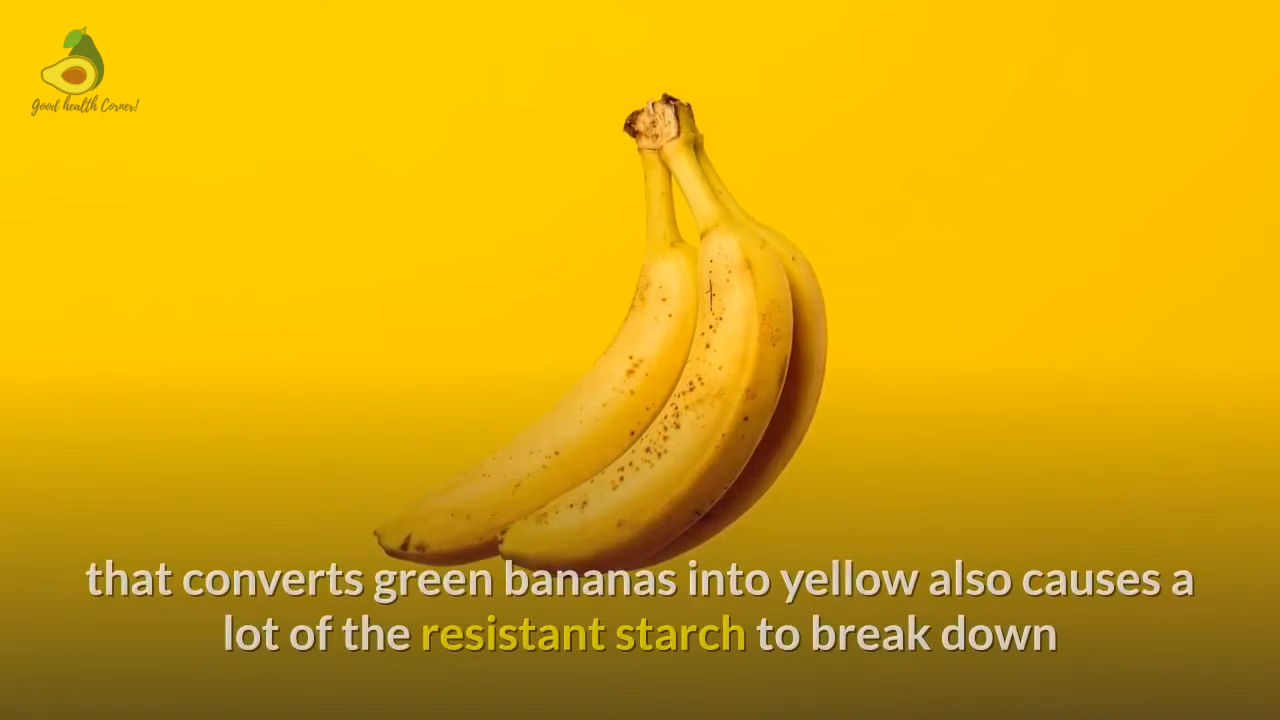 Good health Corner!
that converts green bananas into yellow also causes a
lot of the resistant starch to break down